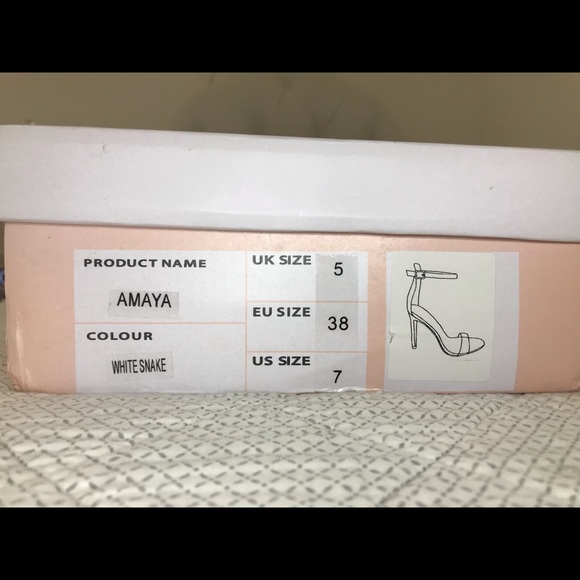 PRODUCT NAME
AMAYA
COLOUR
WHITE SNAKE
UK SIZE 5
EU SIZE 38
US SIZE 7